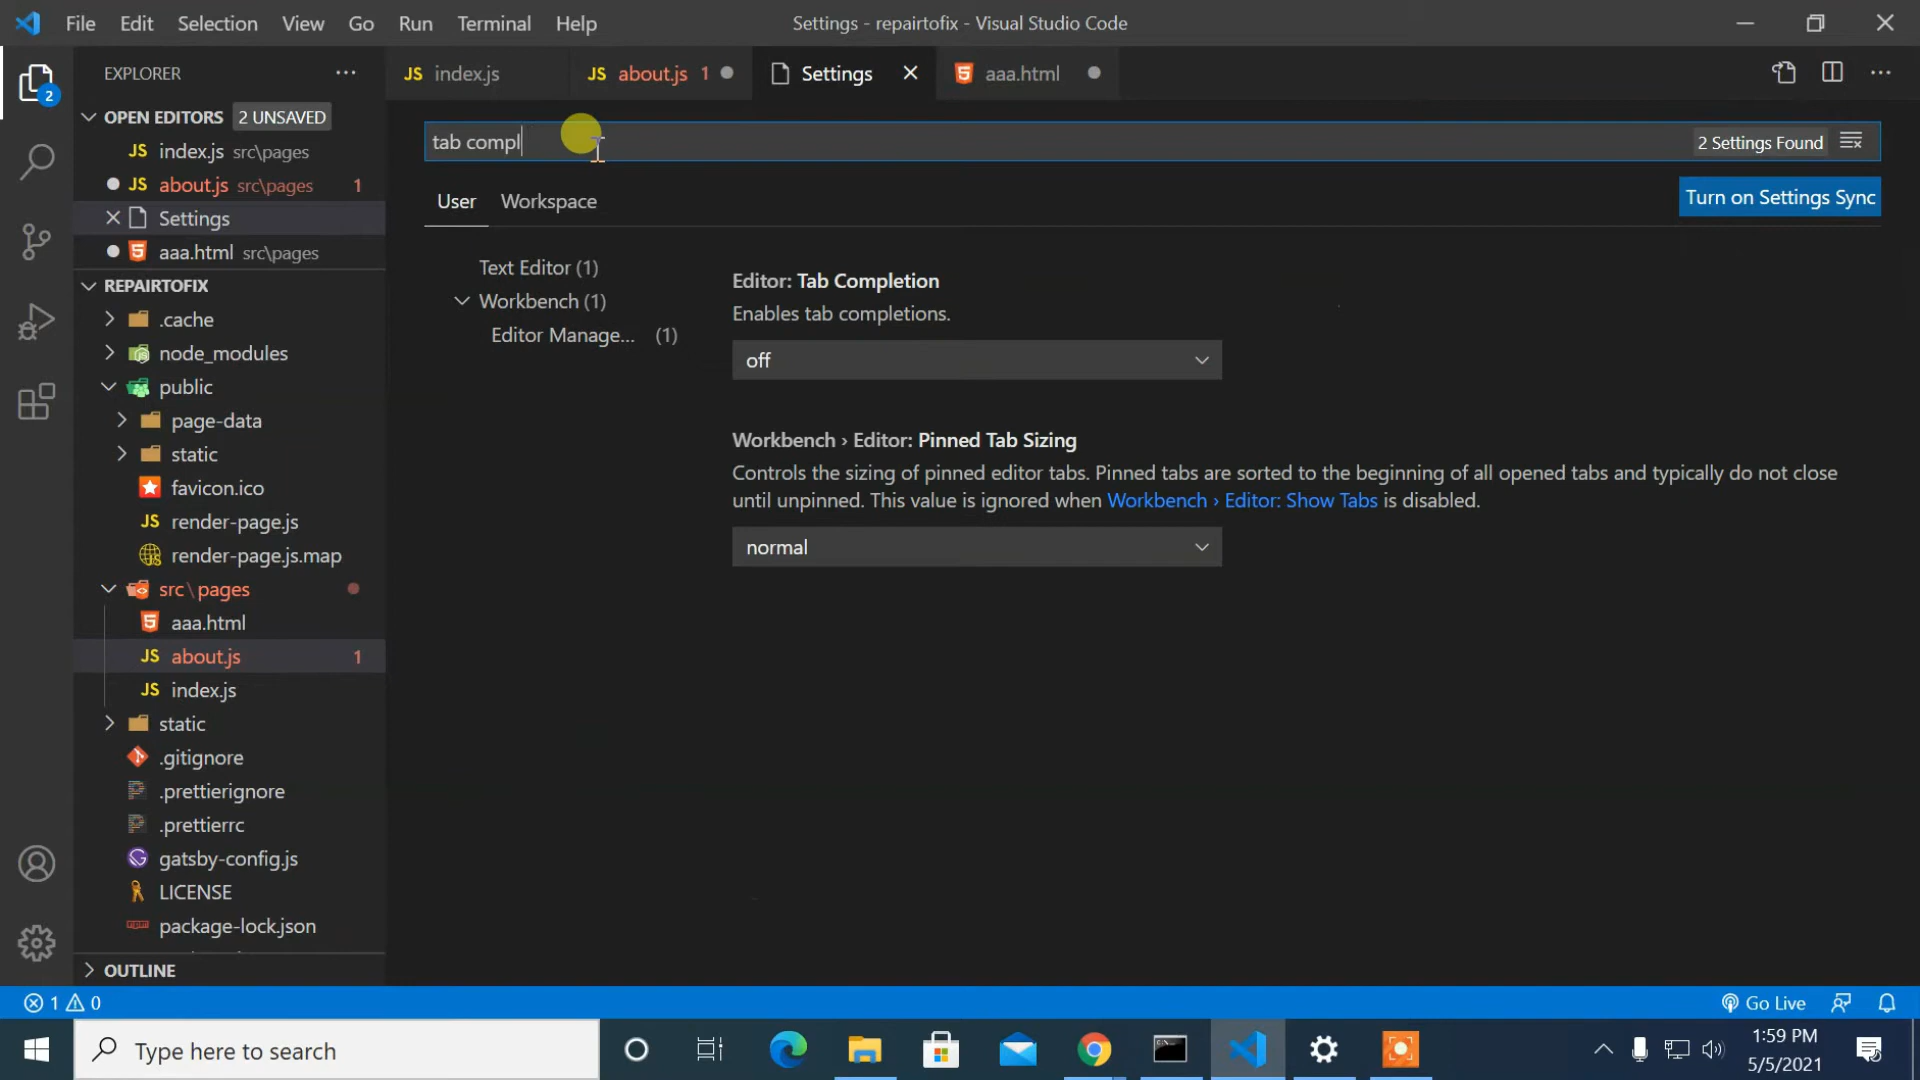 File Edit Selection View Go Run Terminal Help
Settings - repairtofix - Visual Studio Code
EXPLORER
JS index.js
JS about.js 1
Settings
aaa.html
2
OPEN EDITORS 2 UNSAVED
JS index.js src\pages
JS about.js src\pages 1
Settings
aaa.html src\pages
REPAIRTOFIX
.cache
node_modules
public
page-data
static
favicon.ico
JS render-page.js
render-page.js.map
src\pages
aaa.html
JS about.js 1
JS index.js
static
.gitignore
.prettierignore
.prettierrc
gatsby-config.js
LICENSE
package-lock.json
OUTLINE
tab compl
2 Settings Found
User Workspace
Turn on Settings Sync
Text Editor (1)
Workbench (1)
Editor Manage... (1)
Editor: Tab Completion
Enables tab completions.
off
Workbench › Editor: Pinned Tab Sizing
Controls the sizing of pinned editor tabs. Pinned tabs are sorted to the beginning of all opened tabs and typically do not close
until unpinned. This value is ignored when Workbench › Editor: Show Tabs is disabled.
normal
1 0
Go Live
Type here to search
1:59 PM
5/5/2021